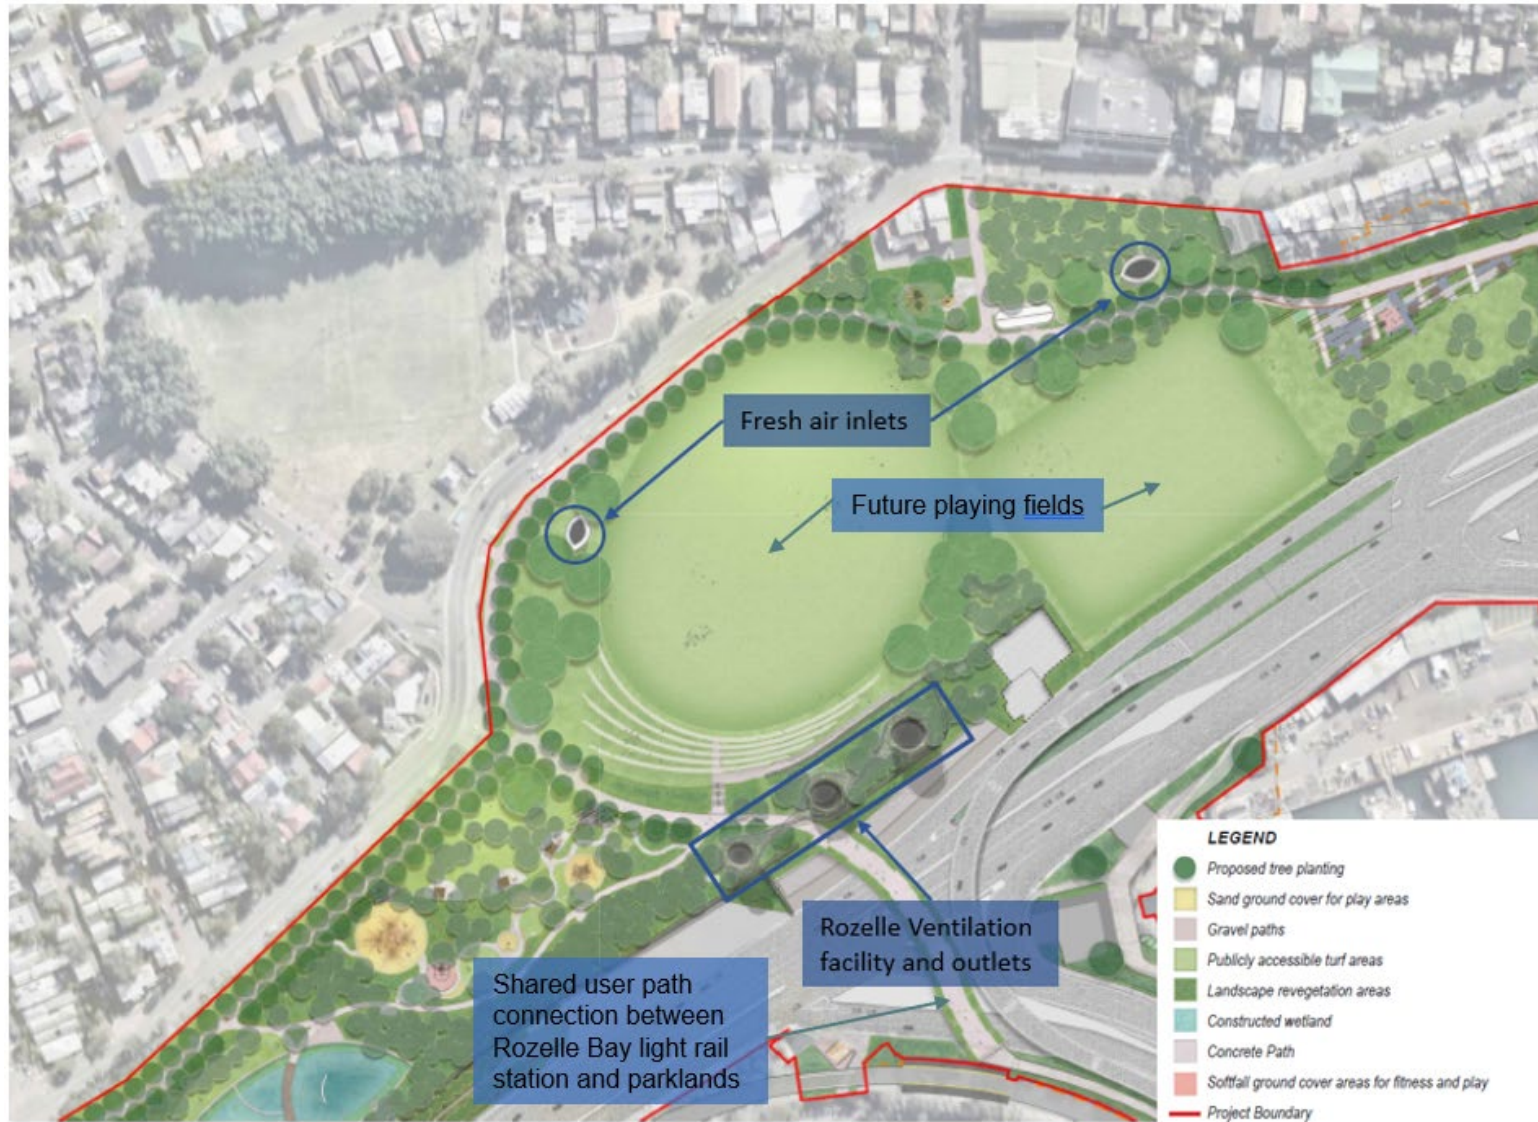 Fresh air inlets
Future playing fields
Rozelle Ventilation
facility and outlets
Shared user path
connection between
Rozelle Bay light rail
station and parklands
LEGEND
Proposed tree planting
Sand ground cover for play areas
Gravel paths
Publicly accessible turf areas
Landscape revegetation areas
Constructed wetland
Concrete Path
Softfall ground cover areas for fitness and play
Project Boundary